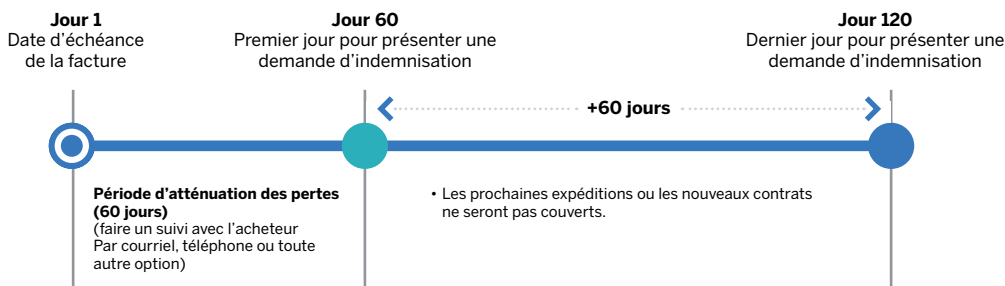 Jour 1
Date d'échéance
de la facture
Jour 60
Premier jour pour présenter une
demande d'indemnisation
Jour 120
Dernier jour pour présenter une
demande d'indemnisation
+60 jours
Période d'atténuation des pertes
(60 jours)
(faire un suivi avec l'acheteur
Par courriel, téléphone ou toute
autre option)
• Les prochaines expéditions ou les nouveaux contrats
ne seront pas couverts.